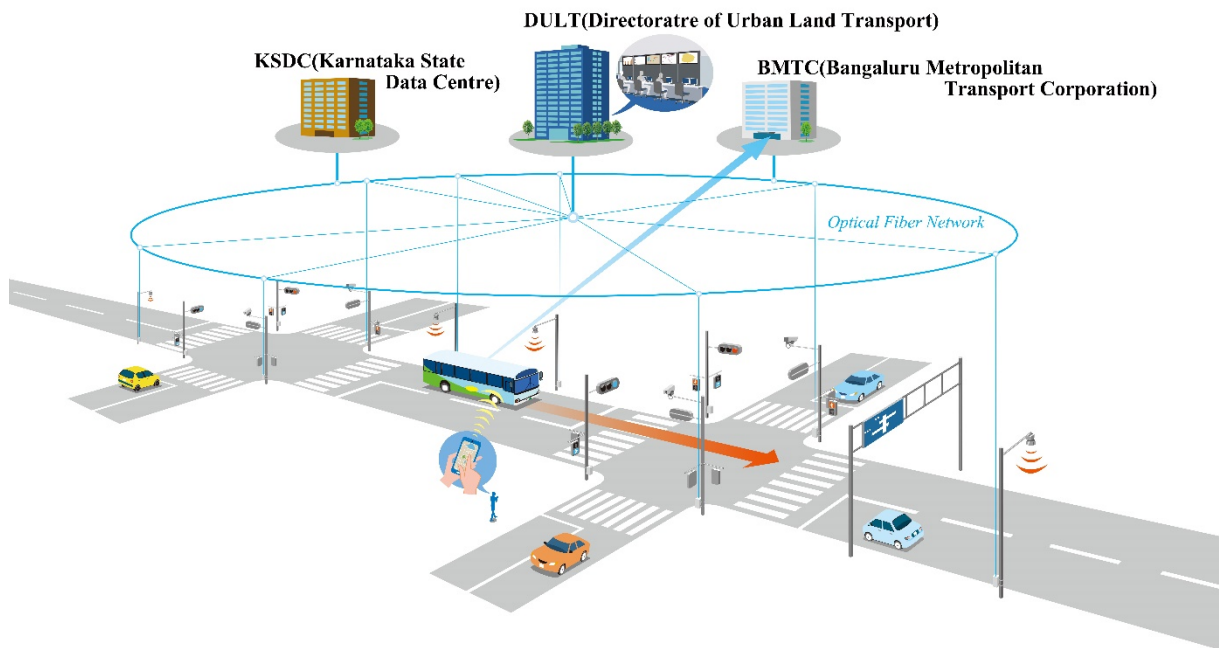 DULT(Directoratre of Urban Land Transport)
KSDC(Karnataka State
Data Centre)
BMTC(Bangaluru Metropolitan
Transport Corporation)
Optical Fiber Network